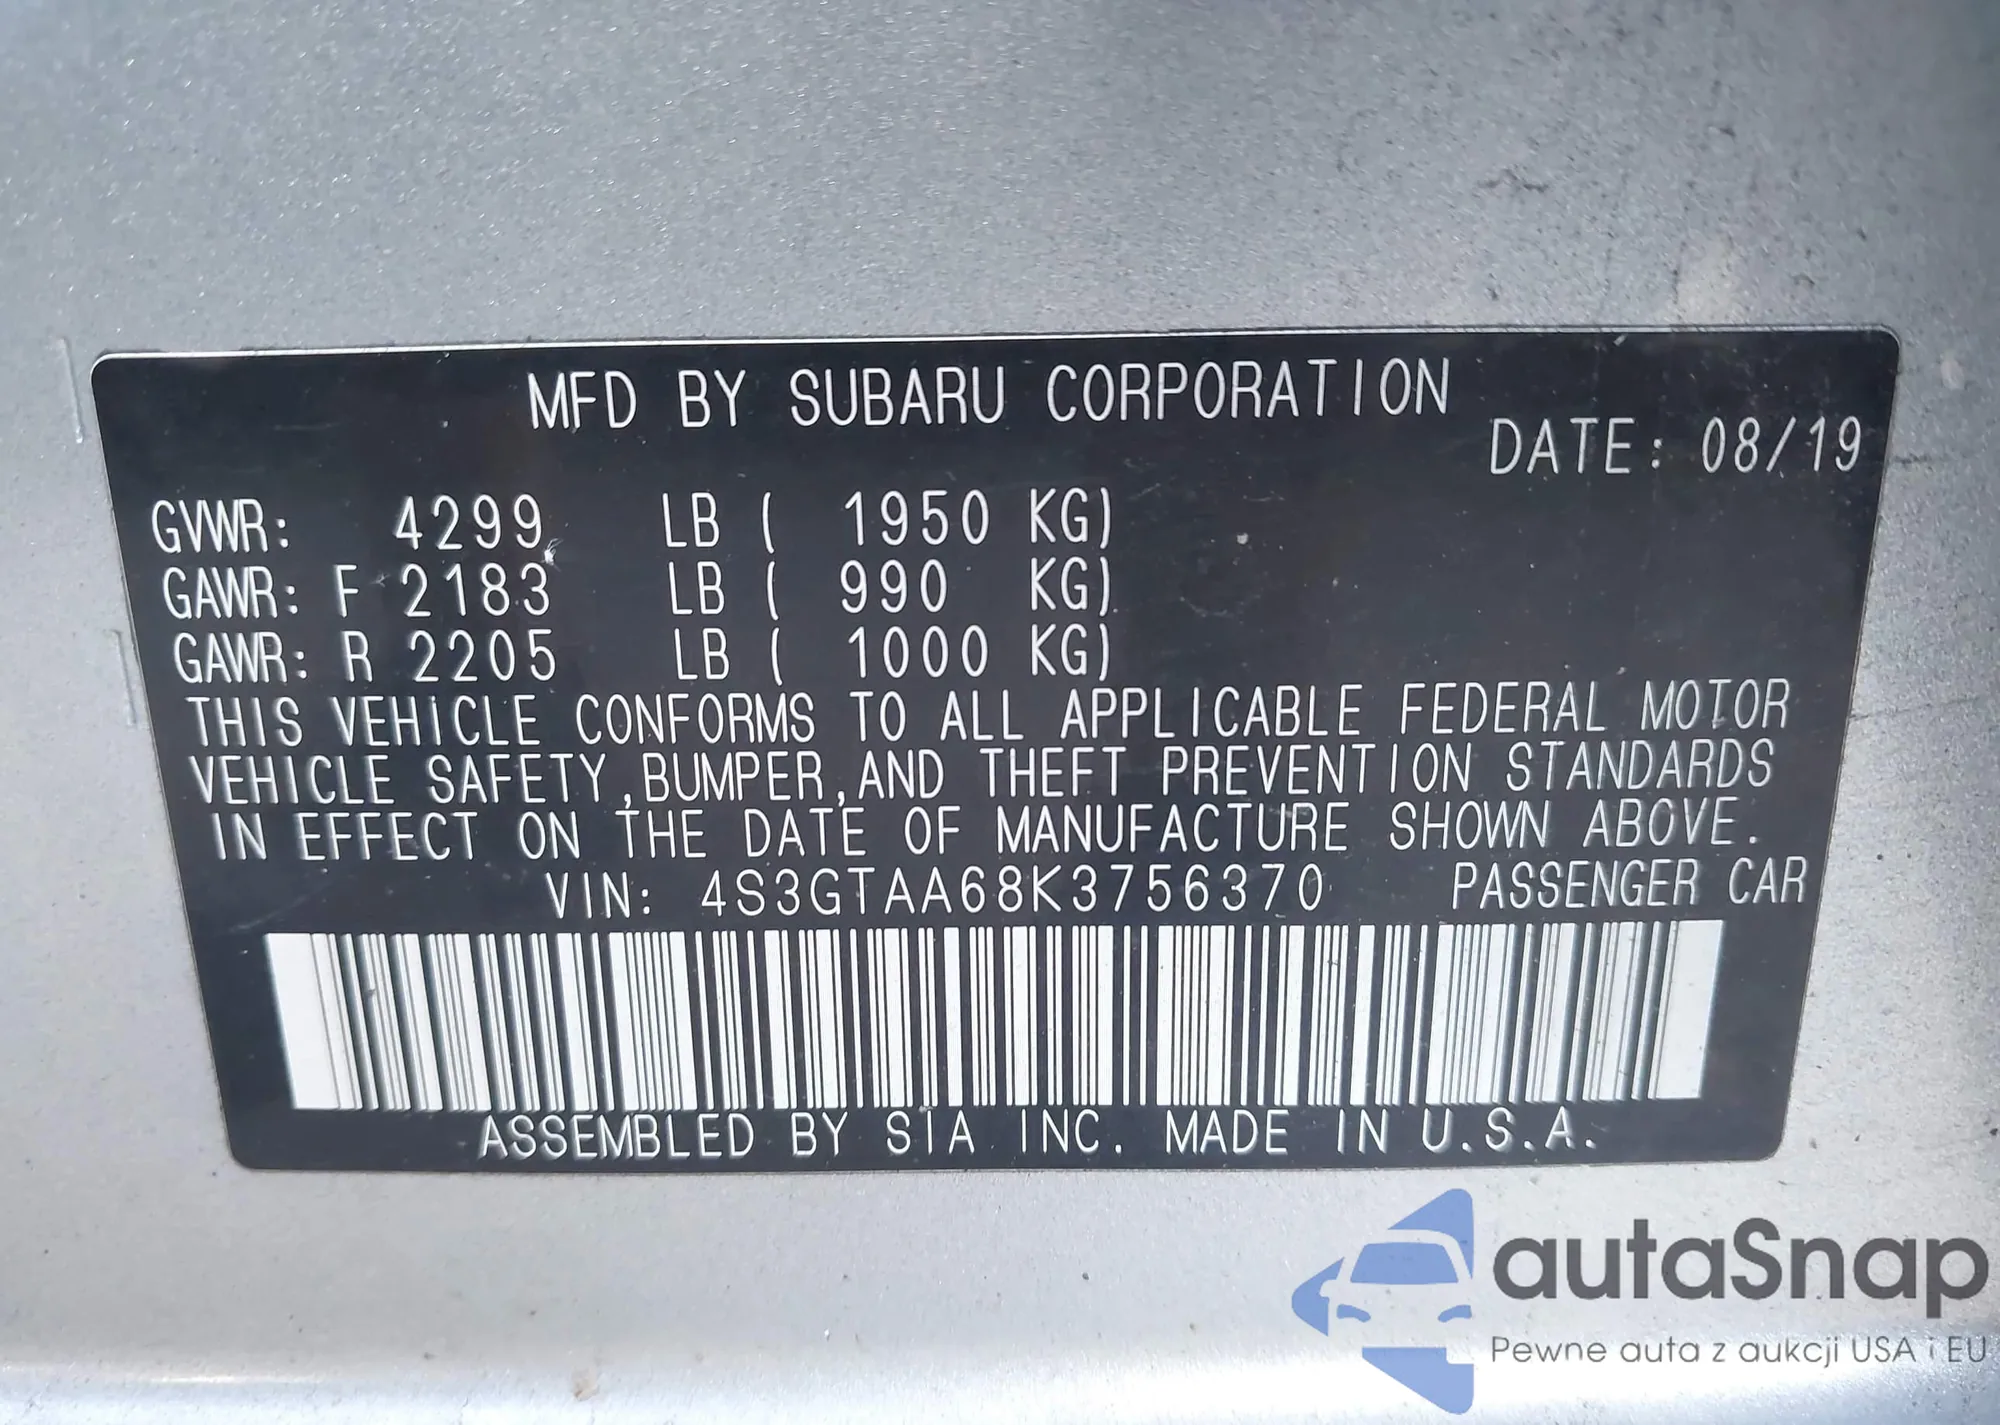 MFD BY SUBARU CORPORATION
DATE: 08/19
GVWR: 4299 LB ( 1950 KG)
GAWR: F 2183 LB ( 990 KG)
GAWR: R 2205 LB ( 1000 KG)
THIS VEHICLE CONFORMS TO ALL APPLICABLE FEDERAL MOTOR
VEHICLE SAFETY,BUMPER,AND THEFT PREVENTION STANDARDS
IN EFFECT ON THE DATE OF MANUFACTURE SHOWN ABOVE.
VIN: 4S3GTAA68K3756370 PASSENGER CAR
ASSEMBLED BY SIA INC. MADE IN U.S.A.
autaSnap
Pewne auta z aukcji USA i EU